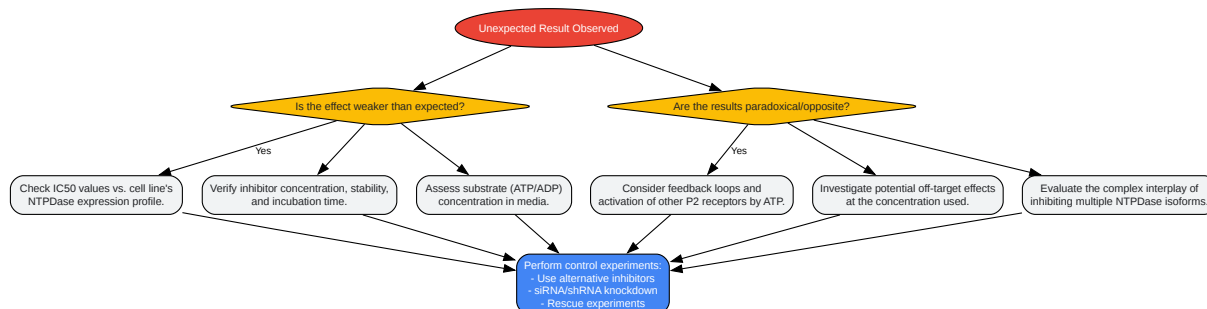 Unexpected Result Observed
Is the effect weaker than expected?
Are the results paradoxical/opposite?
Yes
Yes
Check IC50 values vs. cell line's
NTPDase expression profile.
Verify inhibitor concentration, stability,
and incubation time.
Assess substrate (ATP/ADP)
concentration in media.
Consider feedback loops and
activation of other P2 receptors by ATP.
Investigate potential off-target effects
at the concentration used.
Evaluate the complex interplay of
inhibiting multiple NTPDase isoforms.
Perform control experiments:
- Use alternative inhibitors
- siRNA/shRNA knockdown
- Rescue experiments